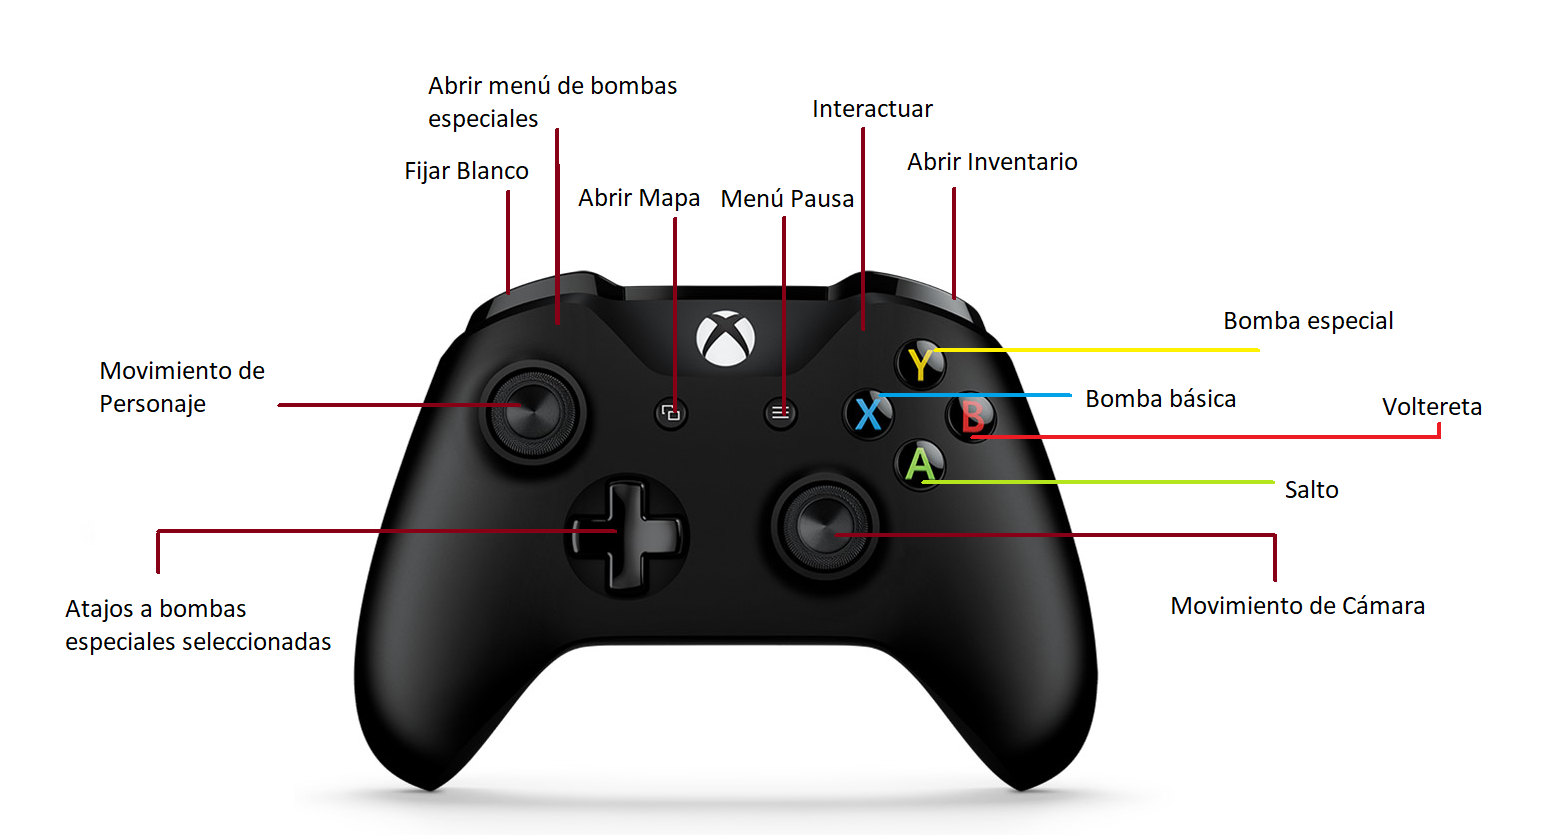 Abrir menú de bombas
especiales
Interactuar
Fijar Blanco
Abrir Inventario
Abrir Mapa
Menú Pausa
Bomba especial
Movimiento de
Personaje
Y
Bomba básica
X
B
Voltereta
A
Salto
Atajos a bombas
especiales seleccionadas
Movimiento de Cámara